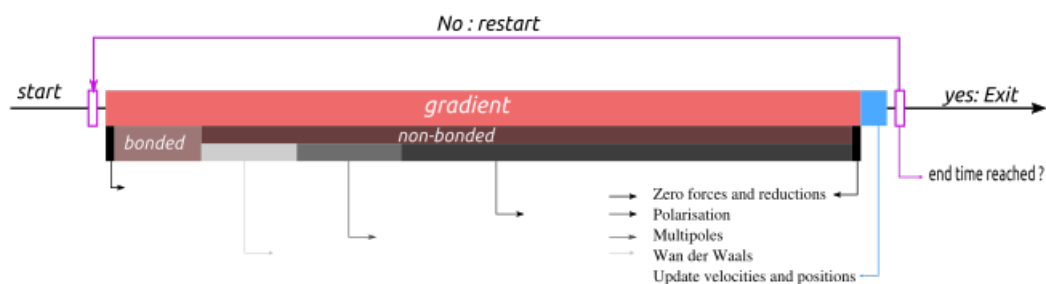 No : restart
start
gradient
yes: Exit
bonded
non-bonded
end time reached ?
Zero forces and reductions
Polarisation
Multipoles
Wan der Waals
Update velocities and positions